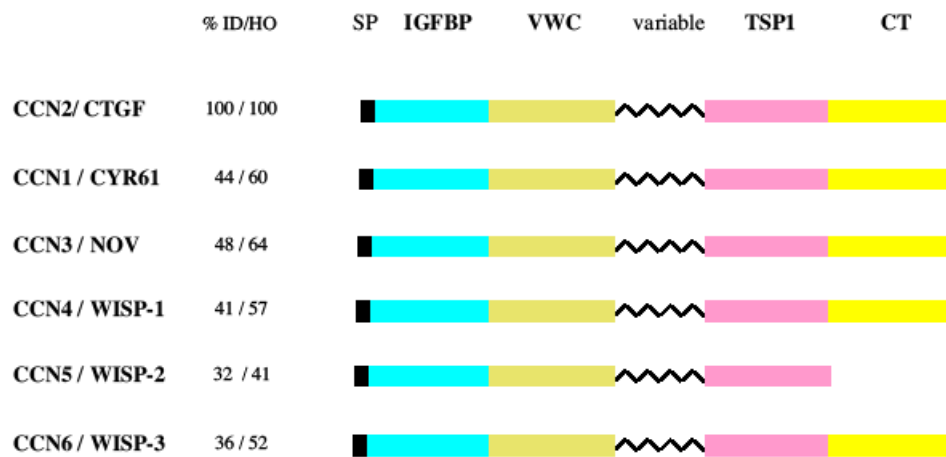 % ID/HO SP IGFBP VWC variable TSP1 CT
CCN2/ CTGF 100 / 100
CCN1 / CYR61 44 / 60
CCN3 / NOV 48 / 64
CCN4 / WISP-1 41 / 57
CCN5 / WISP-2 32 / 41
CCN6 / WISP-3 36 / 52